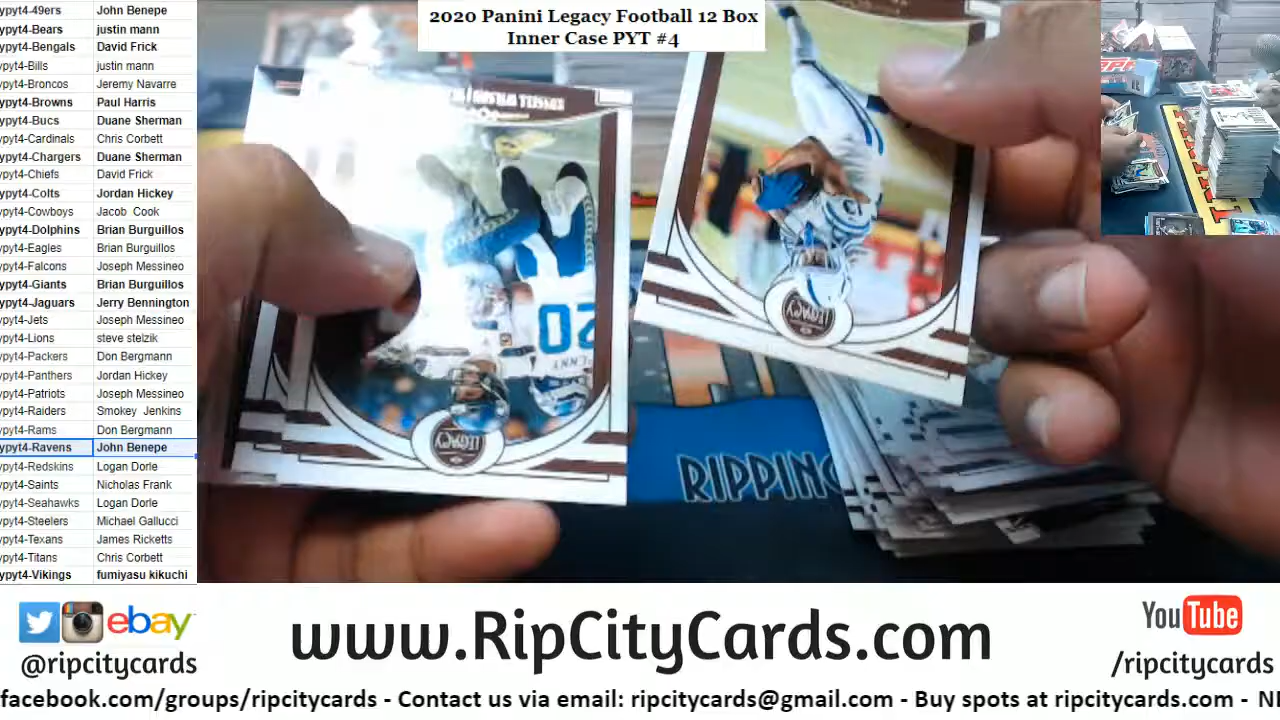 2020 Panini Legacy Football 12 Box
Inner Case PYT #4
ypyt4-49ers John Benepe
ypyt4-Bears justin mann
ypyt4-Bengals David Frick
ypyt4-Bills justin mann
ypyt4-Broncos Jeremy Navarre
ypyt4-Browns Paul Harris
ypyt4-Bucs Duane Sherman
ypyt4-Cardinals Chris Corbett
ypyt4-Chargers Duane Sherman
ypyt4-Chiefs David Frick
ypyt4-Colts Jordan Hickey
ypyt4-Cowboys Jacob Cook
ypyt4-Dolphins Brian Burguillos
ypyt4-Eagles Brian Burguillos
ypyt4-Falcons Joseph Messineo
ypyt4-Giants Brian Burguillos
ypyt4-Jaguars Jerry Bennington
ypyt4-Jets Joseph Messineo
ypyt4-Lions steve stelzik
ypyt4-Packers Don Bergmann
ypyt4-Panthers Jordan Hickey
ypyt4-Patriots Joseph Messineo
ypyt4-Raiders Smokey Jenkins
ypyt4-Rams Don Bergmann
ypyt4-Ravens John Benepe
ypyt4-Redskins Logan Dorle
ypyt4-Saints Nicholas Frank
ypyt4-Seahawks Logan Dorle
ypyt4-Steelers Michael Gallucci
ypyt4-Texans James Ricketts
ypyt4-Titans Chris Corbett
ypyt4-Vikings fumiyasu kikuchi
LEGACY
20
LEGACY
RIPPING
ebay
@ripcitycards
www.RipCityCards.com
YouTube
/ripcitycards
facebook.com/groups/ripcitycards - Contact us via email: ripcitycards@gmail.com - Buy spots at ripcitycards.com -